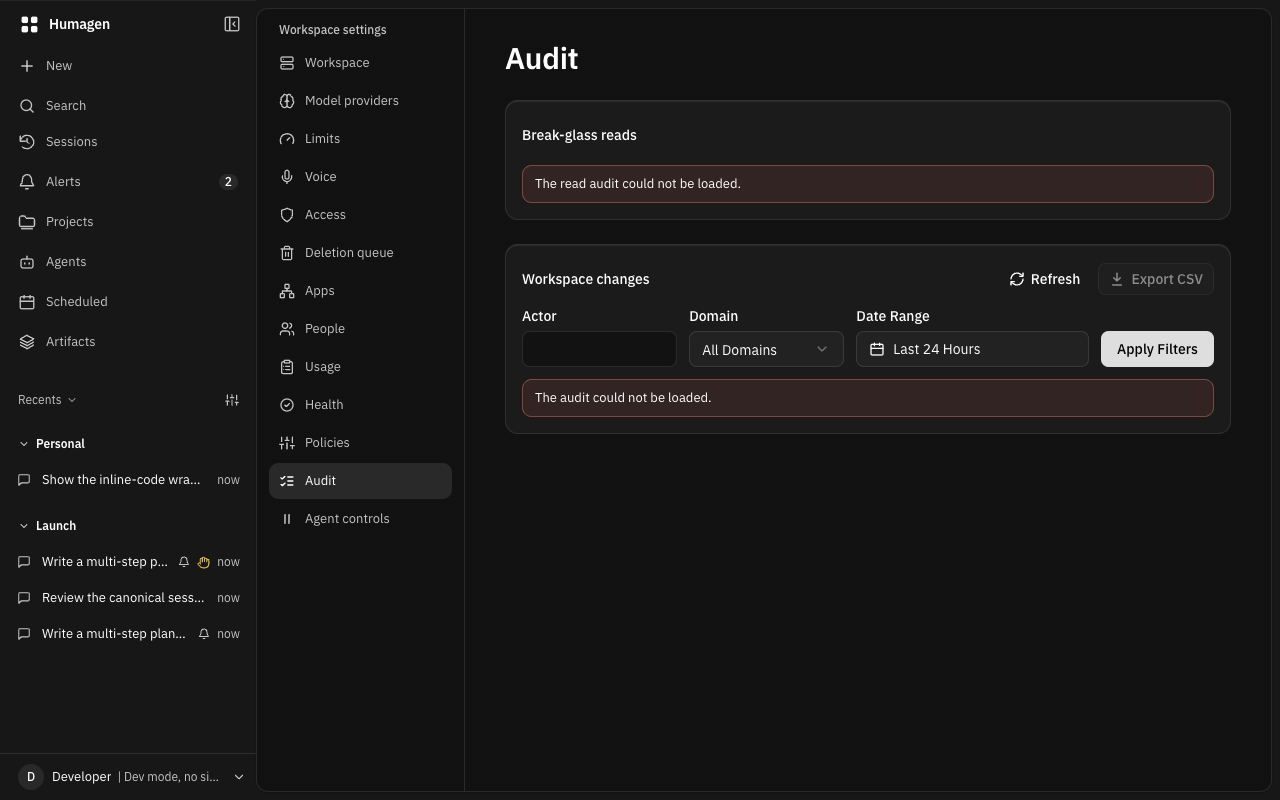 Humagen
New
Search
Sessions
Alerts 2
Projects
Agents
Scheduled
Artifacts
Recents
Personal
Show the inline-code wra... now
Launch
Write a multi-step p... now
Review the canonical sess... now
Write a multi-step plan... now
D Developer | Dev mode, no si...
Workspace settings
Workspace
Model providers
Limits
Voice
Access
Deletion queue
Apps
People
Usage
Health
Policies
Audit
Agent controls
Audit
Break-glass reads
The read audit could not be loaded.
Workspace changes Refresh Export CSV
Actor Domain Date Range
All Domains Last 24 Hours Apply Filters
The audit could not be loaded.